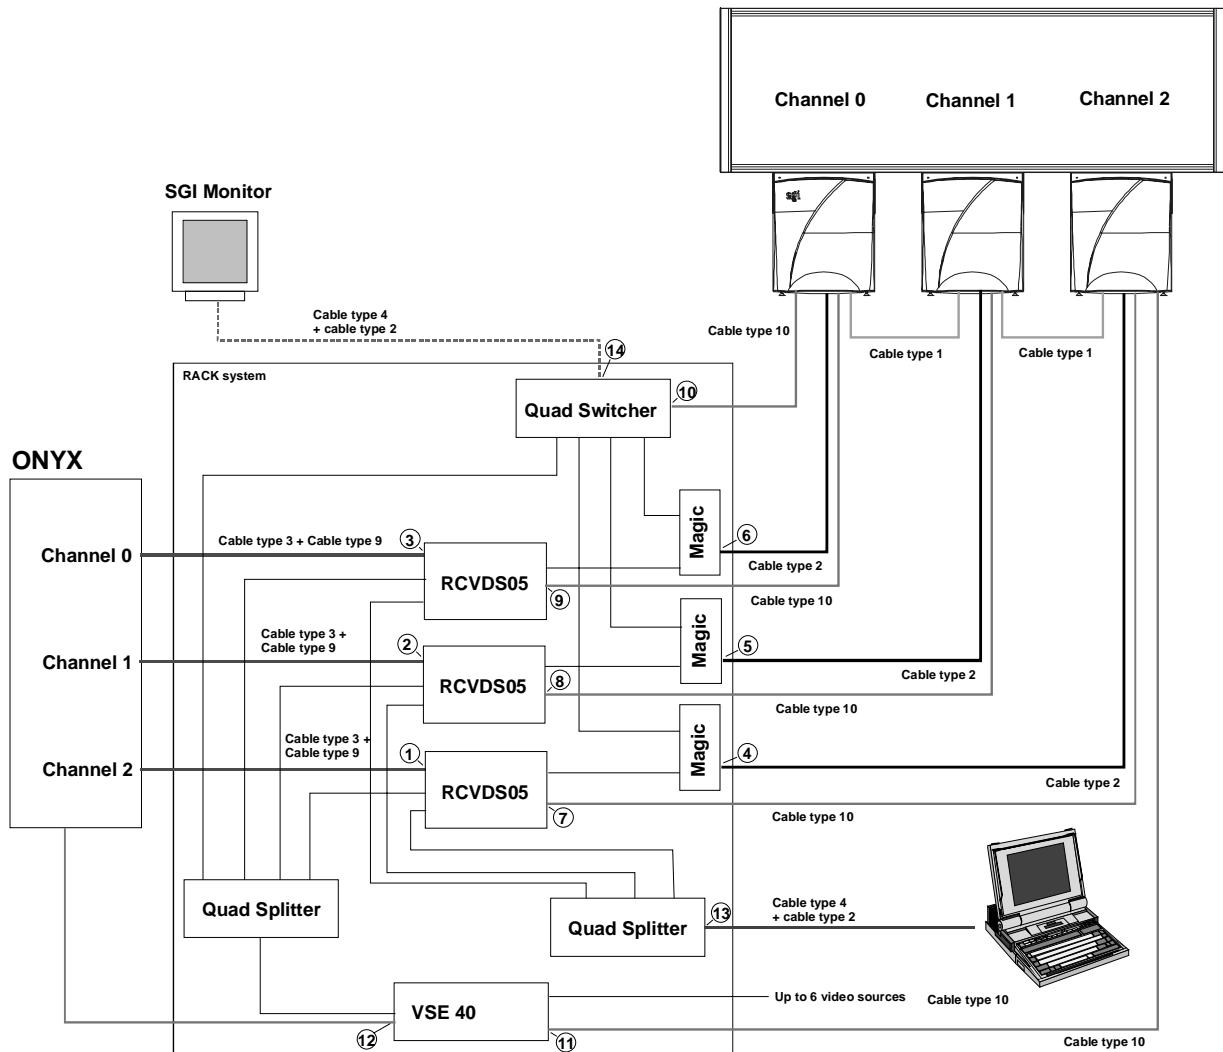 Channel 0
Channel 1
Channel 2
sgi
SGI Monitor
Cable type 4
+ cable type 2
Cable type 10
Cable type 1
Cable type 1
14
RACK system
10
Quad Switcher
ONYX
Channel 0
Cable type 3 + Cable type 9
3
RCVDS05
9
Magic
6
Cable type 2
Cable type 10
Channel 1
Cable type 3 +
Cable type 9
2
RCVDS05
8
Magic
5
Cable type 2
Cable type 10
Channel 2
Cable type 3 +
Cable type 9
1
RCVDS05
7
Magic
4
Cable type 2
Cable type 10
Quad Splitter
Quad Splitter
13
Cable type 4
+ cable type 2
VSE 40
12
11
Up to 6 video sources
Cable type 10
Cable type 10